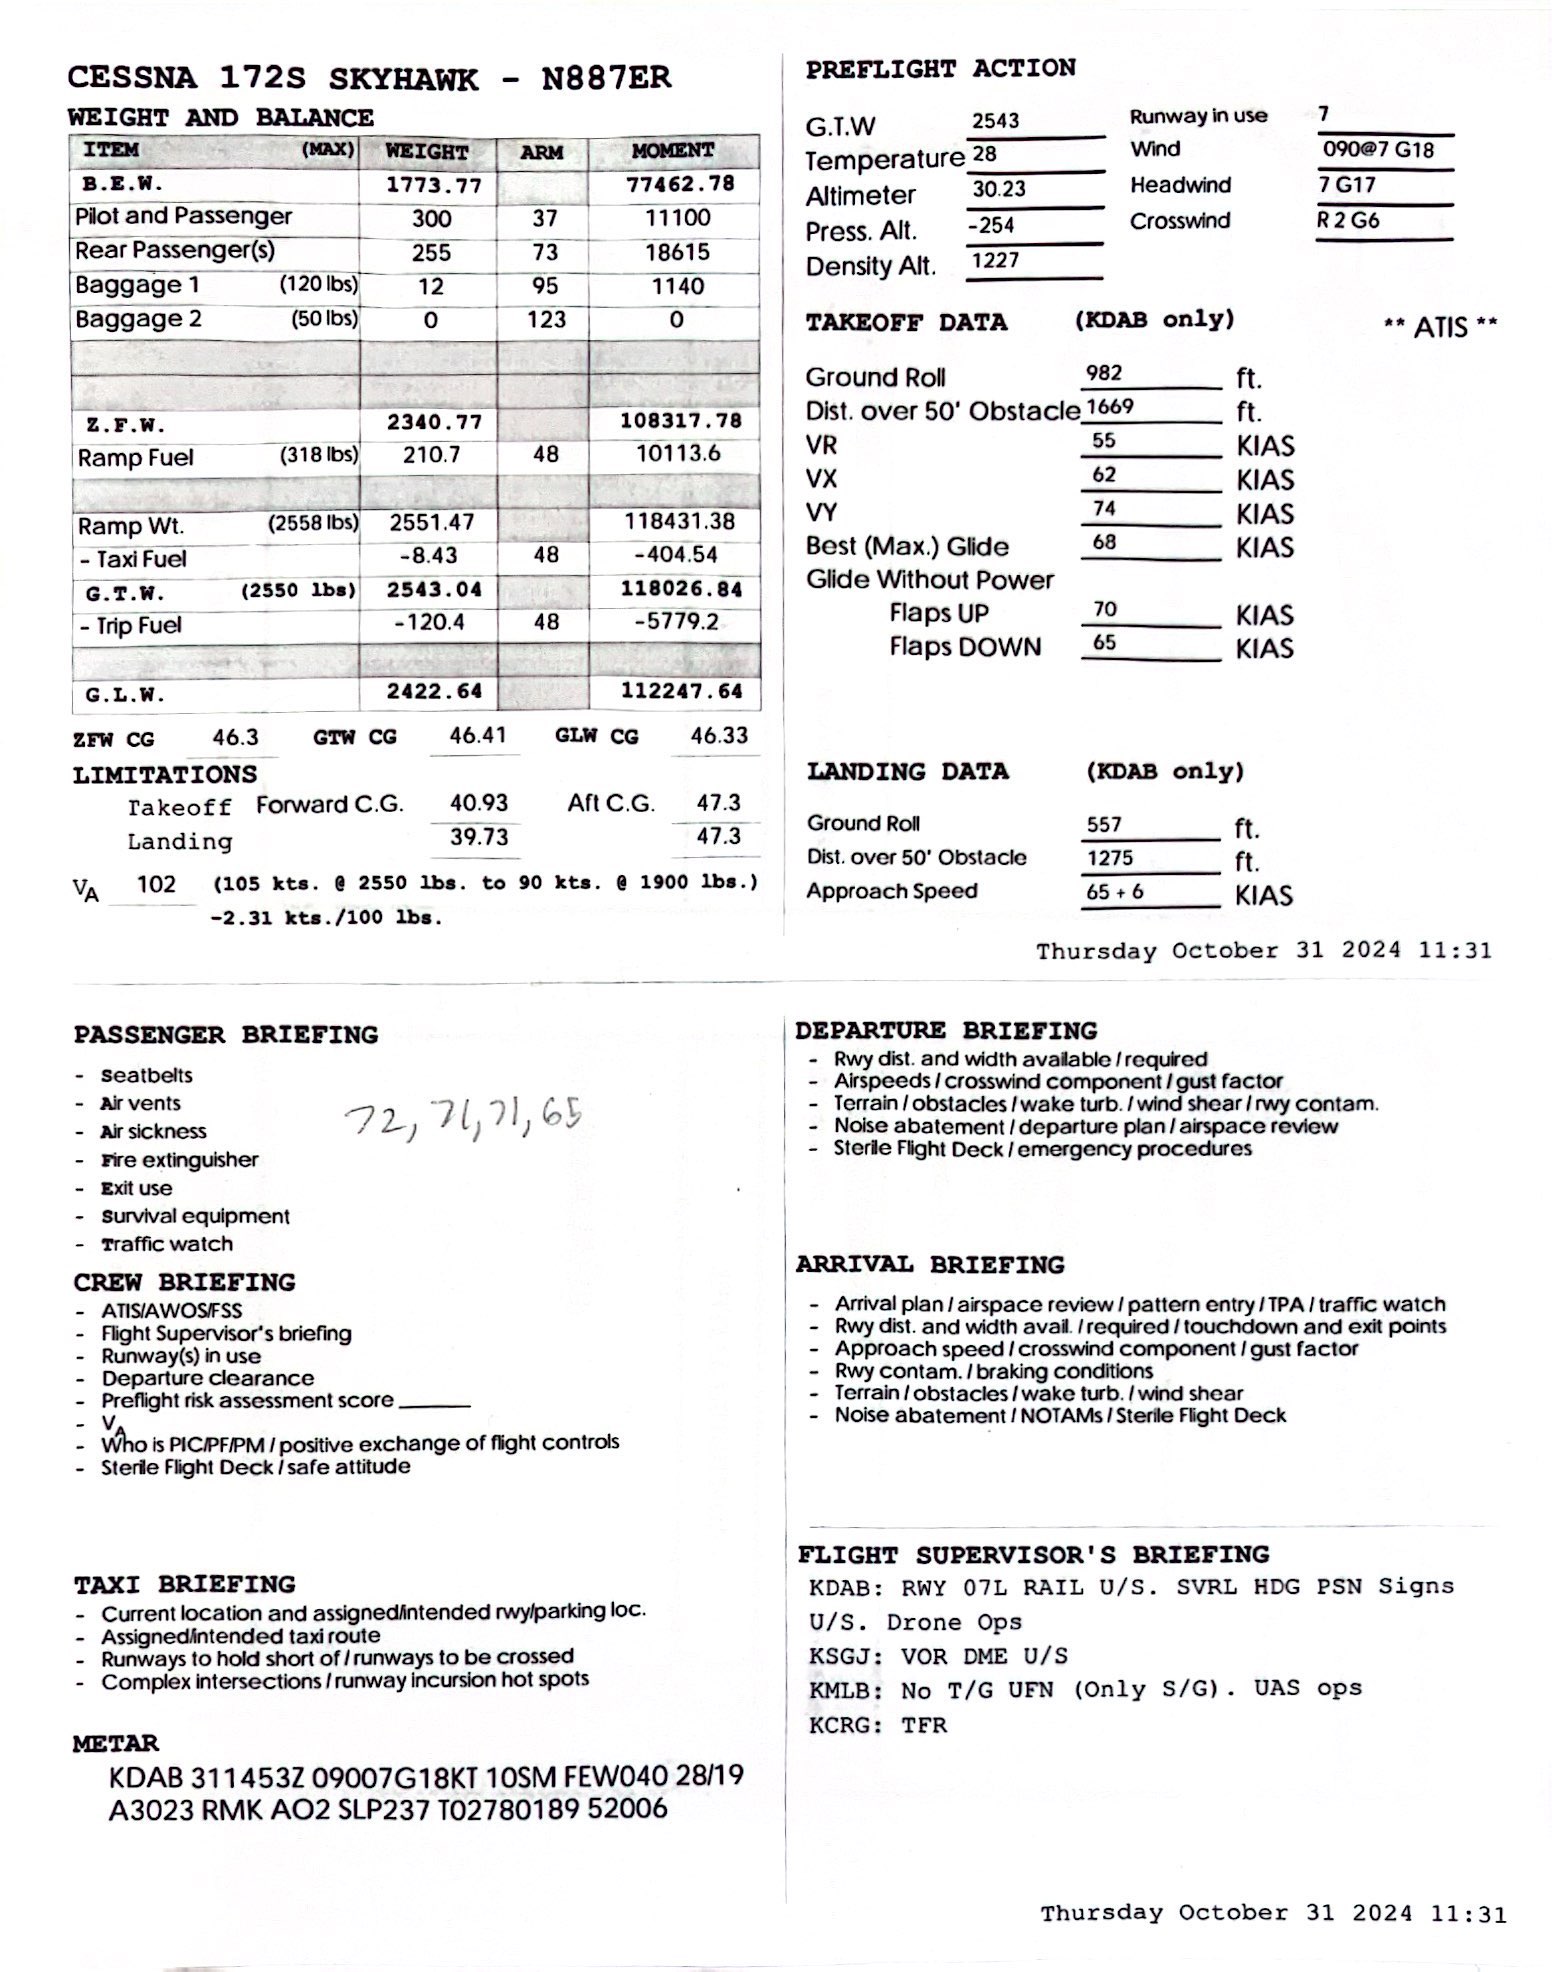 CESSNA 172S SKYHAWK - N887ER
WEIGHT AND BALANCE
ITEM (MAX) WEIGHT ARM MOMENT
B.E.W. 1773.77 77462.78
Pilot and Passenger 300 37 11100
Rear Passenger(s) 255 73 18615
Baggage 1 (120 lbs) 12 95 1140
Baggage 2 (50 lbs) 0 123 0
Z.F.W. 2340.77 108317.78
Ramp Fuel (318 lbs) 210.7 48 10113.6
Ramp Wt. (2558 lbs) 2551.47 118431.38
- Taxi Fuel -8.43 48 -404.54
G.T.W. (2550 lbs) 2543.04 118026.84
- Trip Fuel -120.4 48 -5779.2
G.L.W. 2422.64 112247.64
ZFW CG 46.3 GTW CG 46.41 GLW CG 46.33
LIMITATIONS
Takeoff Forward C.G. 40.93 Aft C.G. 47.3
Landing 39.73 47.3
VA 102 (105 kts. @ 2550 lbs. to 90 kts. @ 1900 lbs.)
-2.31 kts./100 lbs.
PREFLIGHT ACTION
G.T.W 2543 Runway in use 7
Temperature 28 Wind 090@7 G18
Altimeter 30.23 Headwind 7 G17
Press. Alt. -254 Crosswind R 2 G6
Density Alt. 1227
TAKEOFF DATA (KDAB only) ** ATIS **
Ground Roll 982 ft.
Dist. over 50' Obstacle 1669 ft.
VR 55 KIAS
VX 62 KIAS
VY 74 KIAS
Best (Max.) Glide 68 KIAS
Glide Without Power
Flaps UP 70 KIAS
Flaps DOWN 65 KIAS
LANDING DATA (KDAB only)
Ground Roll 557 ft.
Dist. over 50' Obstacle 1275 ft.
Approach Speed 65 + 6 KIAS
Thursday October 31 2024 11:31
PASSENGER BRIEFING
- Seatbelts
- Air vents
- Air sickness
- Fire extinguisher
- Exit use
- Survival equipment
- Traffic watch
72, 71, 71, 65
CREW BRIEFING
- ATIS/AWOS/FSS
- Flight Supervisor's briefing
- Runway(s) in use
- Departure clearance
- Preflight risk assessment score
- VA
- Who is PIC/PF/PM / positive exchange of flight controls
- Sterile Flight Deck / safe attitude
TAXI BRIEFING
- Current location and assigned/intended rwy/parking loc.
- Assigned/intended taxi route
- Runways to hold short of / runways to be crossed
- Complex intersections / runway incursion hot spots
METAR
KDAB 311453Z 09007G18KT 10SM FEW040 28/19
A3023 RMK AO2 SLP237 T02780189 52006
DEPARTURE BRIEFING
- Rwy dist. and width available / required
- Airspeeds / crosswind component / gust factor
- Terrain / obstacles / wake turb. / wind shear / rwy contam.
- Noise abatement / departure plan / airspace review
- Sterile Flight Deck / emergency procedures
ARRIVAL BRIEFING
- Arrival plan / airspace review / pattern entry / TPA / traffic watch
- Rwy dist. and width avail. / required / touchdown and exit points
- Approach speed / crosswind component / gust factor
- Rwy contam. / braking conditions
- Terrain / obstacles / wake turb. / wind shear
- Noise abatement / NOTAMs / Sterile Flight Deck
FLIGHT SUPERVISOR'S BRIEFING
KDAB: RWY 07L RAIL U/S. SVRL HDG PSN Signs
U/S. Drone Ops
KSGJ: VOR DME U/S
KMLB: No T/G UFN (Only S/G). UAS ops
KCRG: TFR
Thursday October 31 2024 11:31